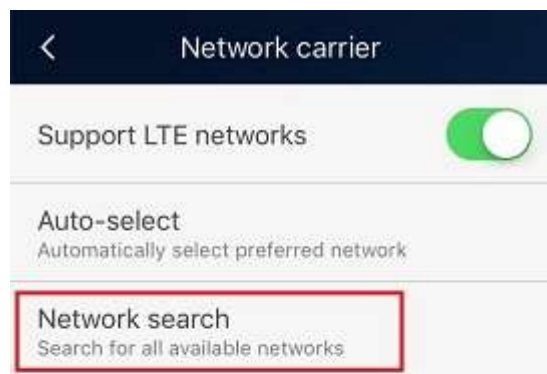 Network carrier
Support LTE networks
Auto-select
Automatically select preferred network
Network search
Search for all available networks